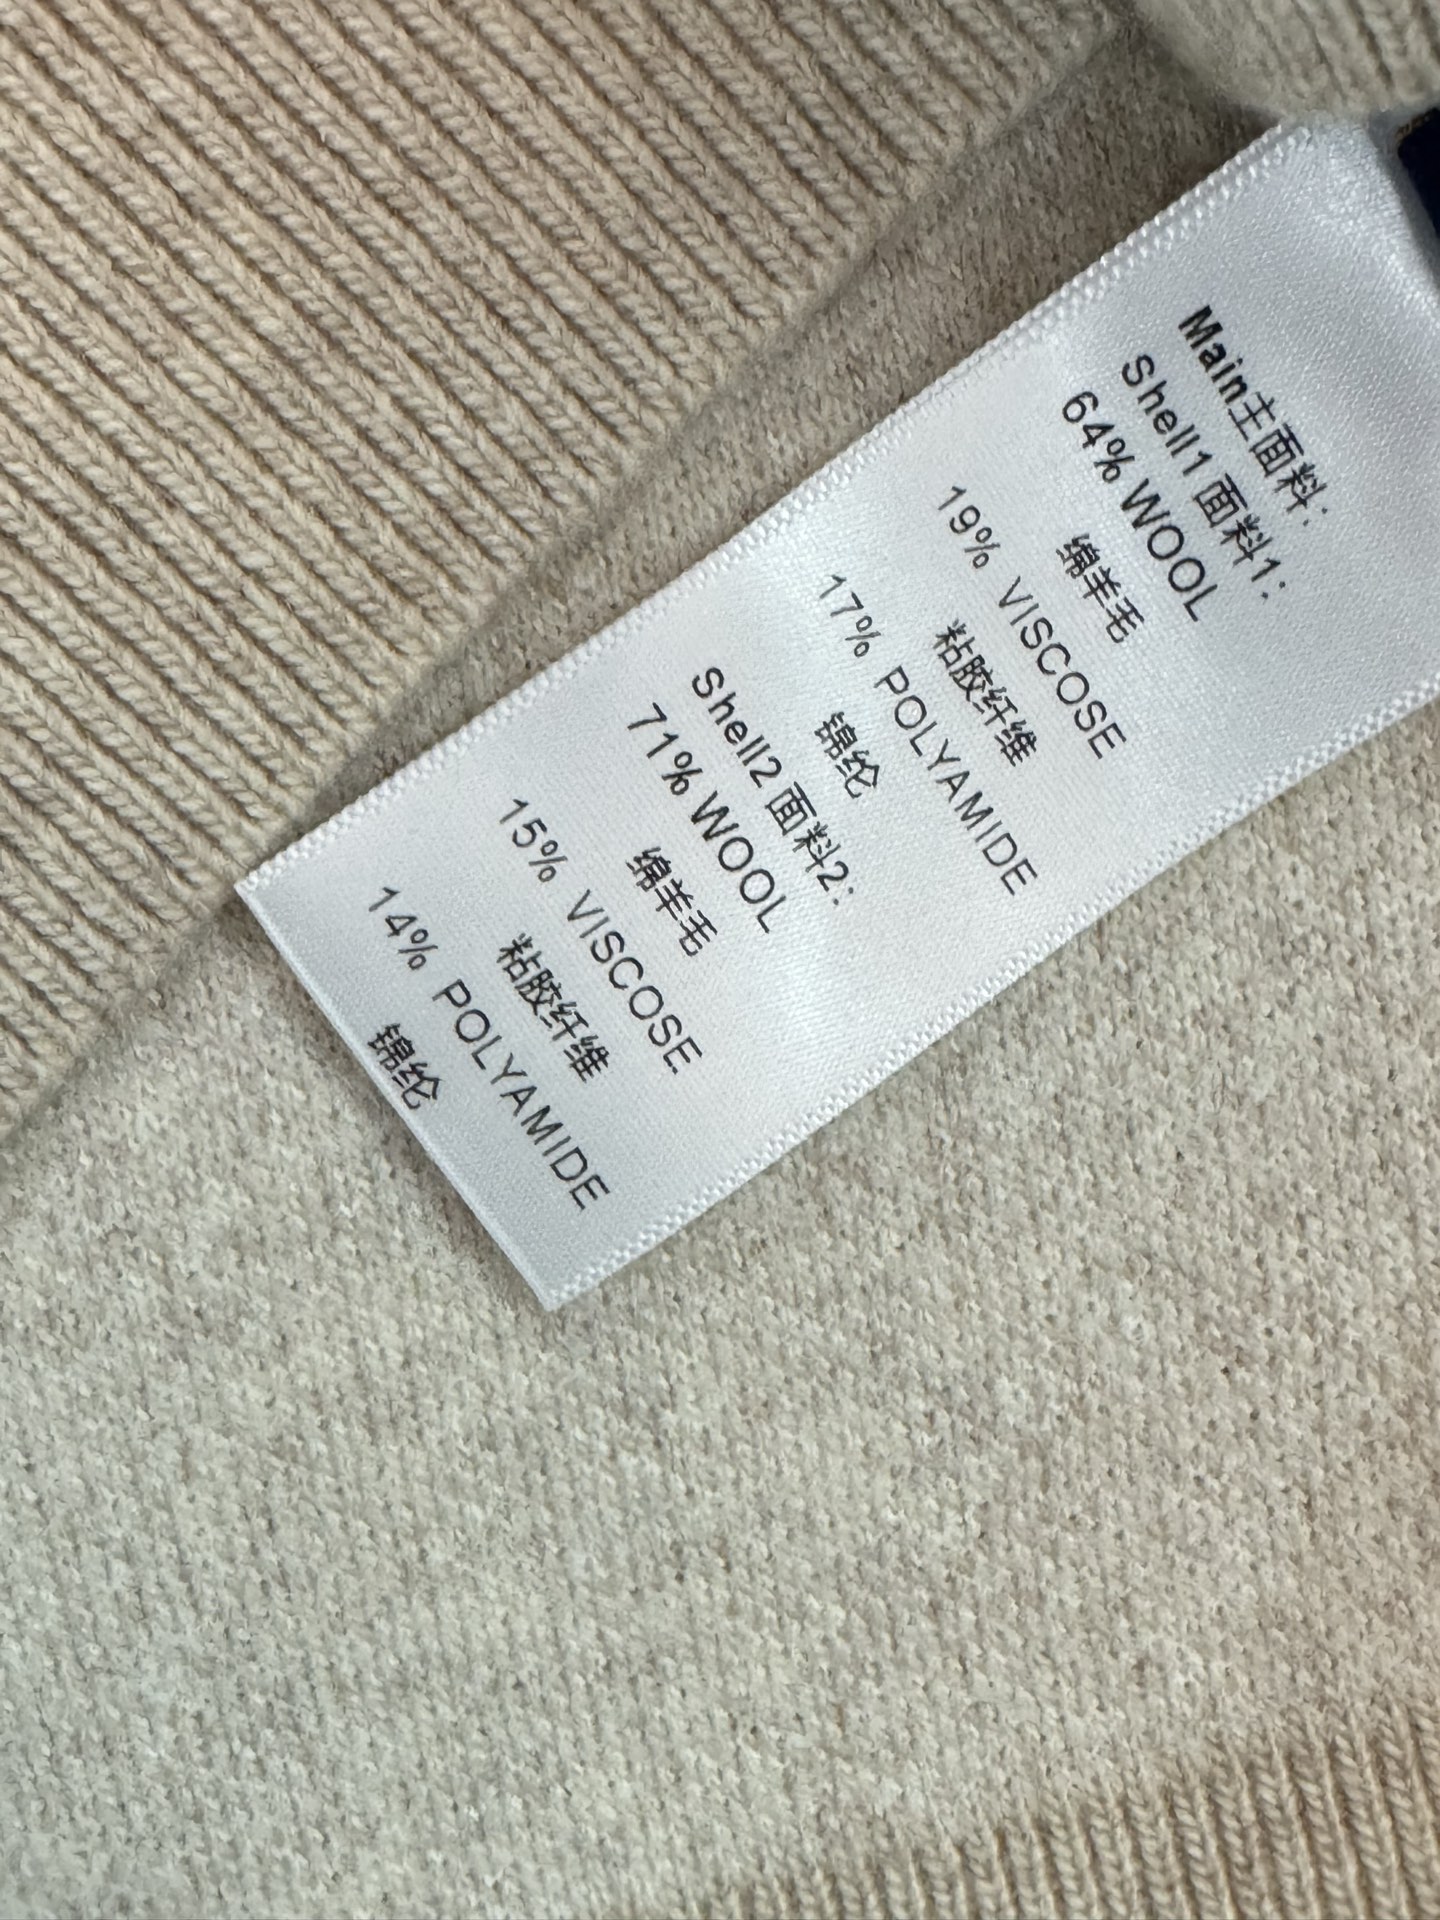 Main主面料:
Shell1 面料1:
64% WOOL
绵羊毛
19% VISCOSE
粘胶纤维
17% POLYAMIDE
锦纶
Shell2 面料2:
71% WOOL
绵羊毛
15% VISCOSE
粘胶纤维
14% POLYAMIDE
锦纶